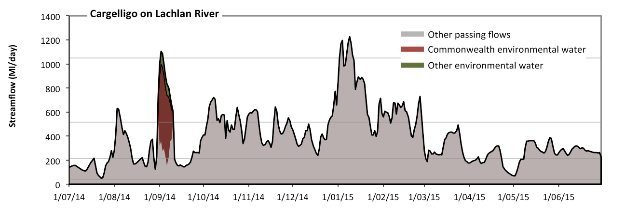 Cargelligo on Lachlan River
Streamflow (Ml/day)
1400
1200
1000
800
600
400
200
0
Other passing flows
Commonwealth environmental water
Other environmental water
1/07/14 1/08/14 1/09/14 1/10/14 1/11/14 1/12/14 1/01/15 1/02/15 1/03/15 1/04/15 1/05/15 1/06/15